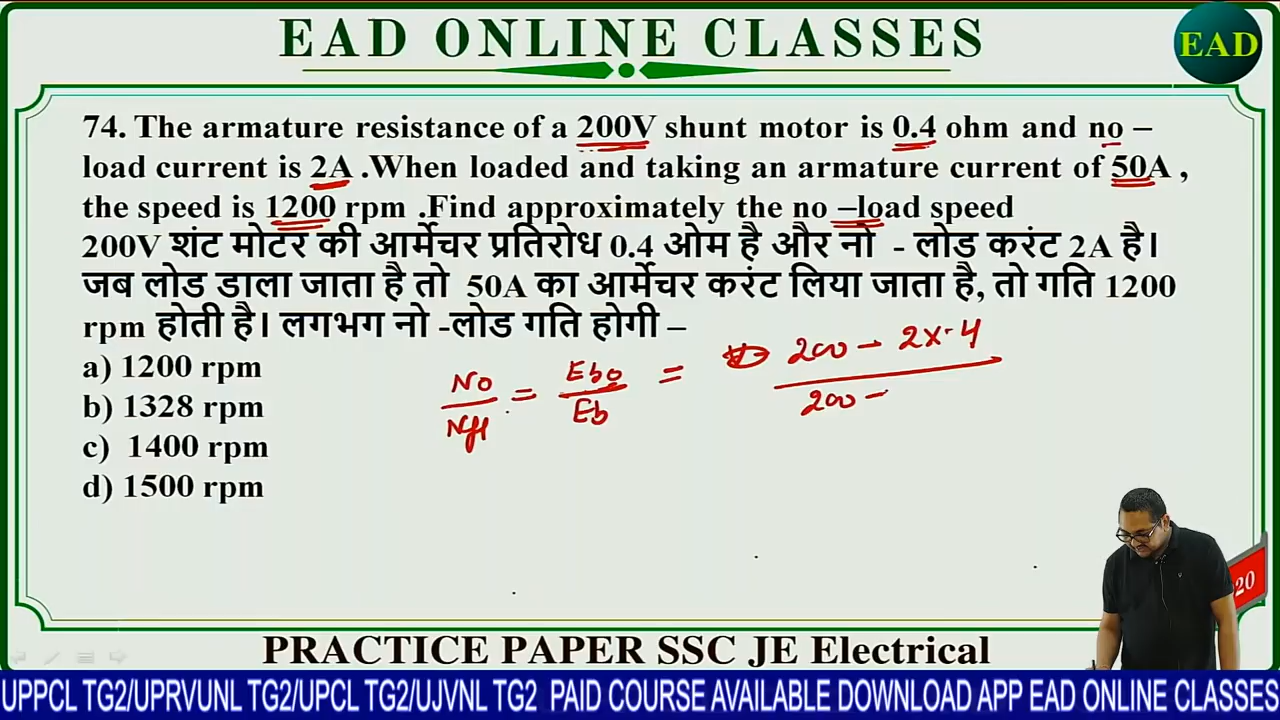 EAD ONLINE CLASSES
EAD
74. The armature resistance of a 200V shunt motor is 0.4 ohm and no –
load current is 2A .When loaded and taking an armature current of 50A ,
the speed is 1200 rpm .Find approximately the no –load speed
200V शंट मोटर की आर्मेचर प्रतिरोध 0.4 ओम है और नो - लोड करंट 2A है।
जब लोड डाला जाता है तो 50A का आर्मेचर करंट लिया जाता है, तो गति 1200
rpm होती है। लगभग नो -लोड गति होगी –
a) 1200 rpm
b) 1328 rpm
c) 1400 rpm
d) 1500 rpm
No = Ebo = 200 - 2x.4
Nfl Eb 200 -
20
PRACTICE PAPER SSC JE Electrical
UPPCL TG2/UPRVUNL TG2/UPCL TG2/UJVNL TG2 PAID COURSE AVAILABLE DOWNLOAD APP EAD ONLINE CLASSES